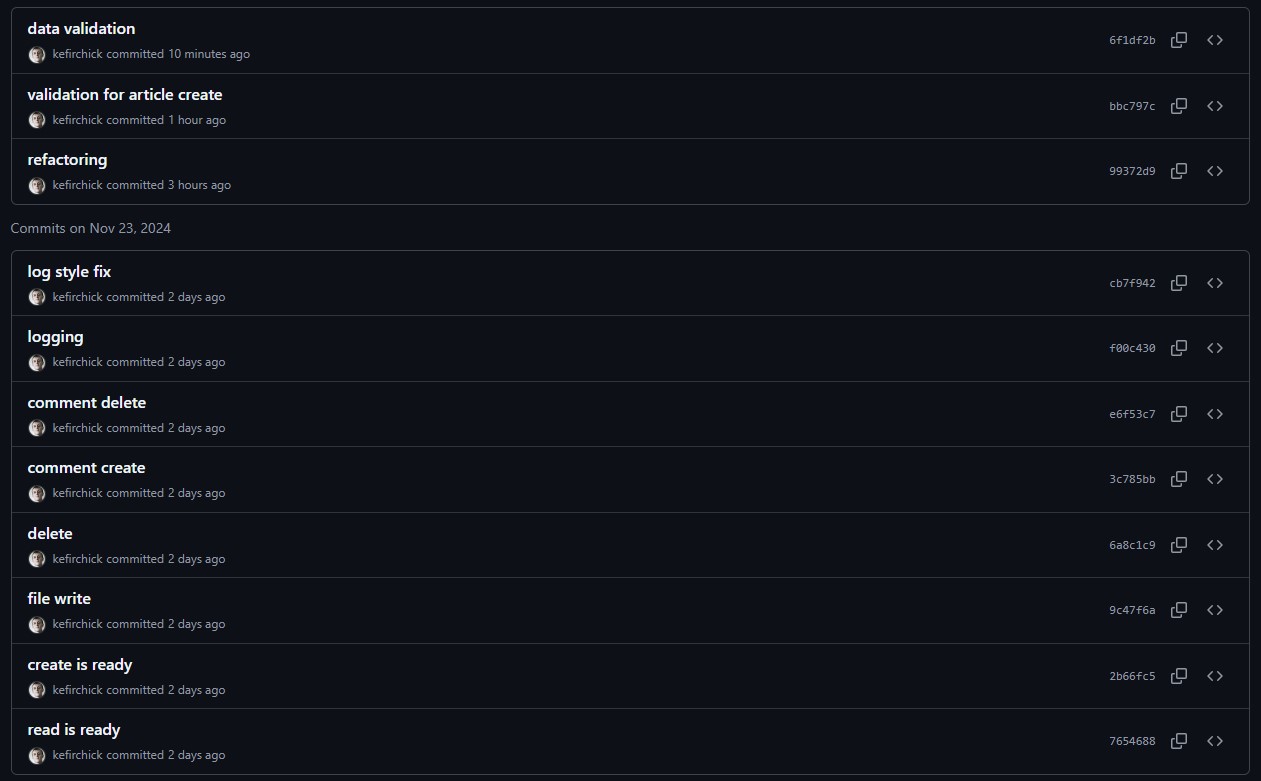 data validation
kefirchick committed 10 minutes ago
6f1df2b
validation for article create
kefirchick committed 1 hour ago
bbc797c
refactoring
kefirchick committed 3 hours ago
99372d9
Commits on Nov 23, 2024
log style fix
kefirchick committed 2 days ago
cb7f942
logging
kefirchick committed 2 days ago
f00c430
comment delete
kefirchick committed 2 days ago
e6f53c7
comment create
kefirchick committed 2 days ago
3c785bb
delete
kefirchick committed 2 days ago
6a8c1c9
file write
kefirchick committed 2 days ago
9c47f6a
create is ready
kefirchick committed 2 days ago
2b66fc5
read is ready
kefirchick committed 2 days ago
7654688